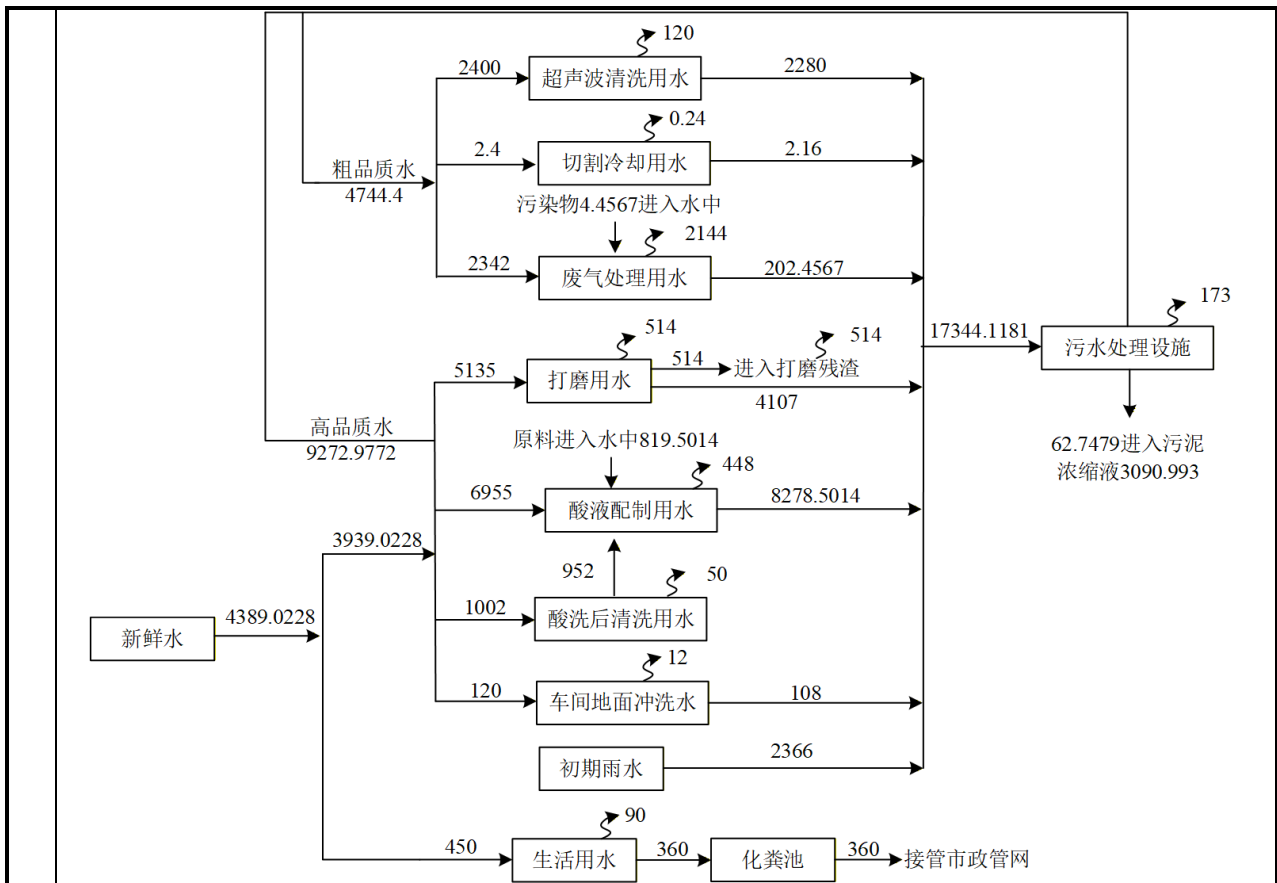 120
2400
超声波清洗用水
2280
0.24
2.4
切割冷却用水
2.16
粗品质水
4744.4
污染物4.4567进入水中
2144
2342
废气处理用水
202.4567
173
17344.1181
污水处理设施
514
514
5135
打磨用水
514
进入打磨残渣
4107
高品质水
9272.9772
原料进入水中819.5014
62.7479进入污泥
浓缩液3090.993
448
6955
酸液配制用水
8278.5014
3939.0228
952
50
4389.0228
新鲜水
1002
酸洗后清洗用水
12
120
车间地面冲洗水
108
初期雨水
2366
90
450
生活用水
360
化粪池
360
接管市政管网